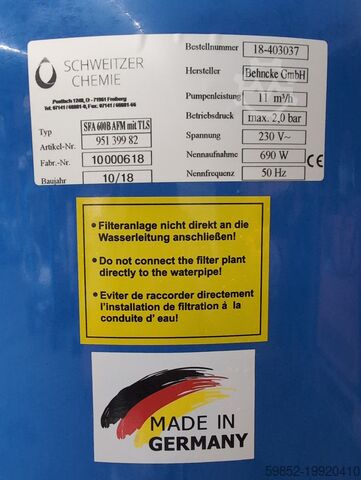 SCHWEITZER
CHEMIE
Postfach 1240, D - 71691 Freiberg
Tel: 07141 / 68881-0, Fax: 07141 / 68881-66
Typ SFA 600B AFM mit TLS
Artikel-Nr. 951 399 82
Fabr.-Nr. 10000618
Baujahr 10/18
Bestellnummer 18-403037
Hersteller Behncke GmbH
Pumpenleistung 11 m³/h
Betriebsdruck max. 2,0 bar
Spannung 230 V~
Nennaufnahme 690 W
Nennfrequenz 50 Hz
CE
• Filteranlage nicht direkt an die
Wasserleitung anschließen!
• Do not connect the filter plant
directly to the waterpipe!
• Eviter de raccorder directement
l'installation de filtration á la
conduite d' eau!
MADE IN
GERMANY
59852-19920410